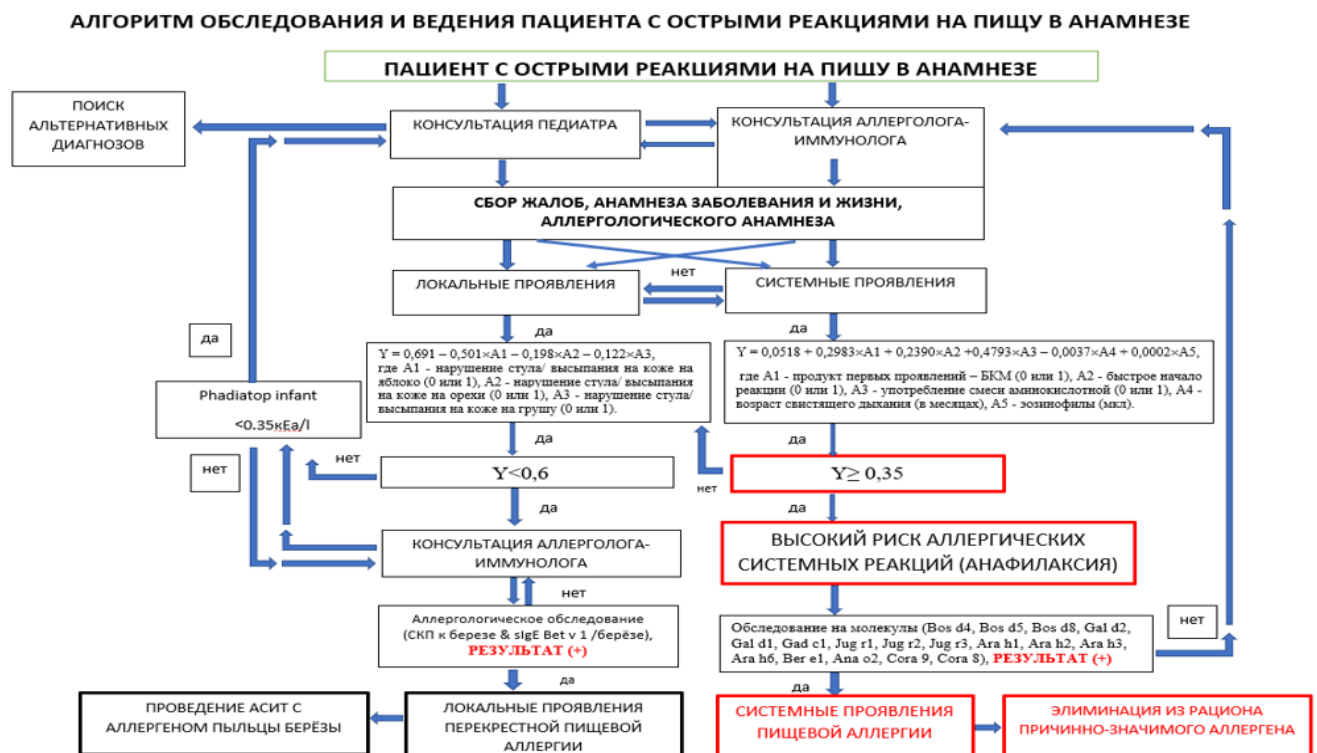 АЛГОРИТМ ОБСЛЕДОВАНИЯ И ВЕДЕНИЯ ПАЦИЕНТА С ОСТРЫМИ РЕАКЦИЯМИ НА ПИЩУ В АНАМНЕЗЕ
ПАЦИЕНТ С ОСТРЫМИ РЕАКЦИЯМИ НА ПИЩУ В АНАМНЕЗЕ
ПОИСК
АЛЬТЕРНАТИВНЫХ
ДИАГНОЗОВ
КОНСУЛЬТАЦИЯ ПЕДИАТРА
КОНСУЛЬТАЦИЯ АЛЛЕРГОЛОГА-
ИММУНОЛОГА
СБОР ЖАЛОБ, АНАМНЕЗА ЗАБОЛЕВАНИЯ И ЖИЗНИ,
АЛЛЕРГОЛОГИЧЕСКОГО АНАМНЕЗА
ЛОКАЛЬНЫЕ ПРОЯВЛЕНИЯ
нет
СИСТЕМНЫЕ ПРОЯВЛЕНИЯ
да
да
да
Y = 0,691 – 0,501×A1 – 0,198×A2 – 0,122×A3,
где А1 - нарушение стула/ высыпания на коже на
яблоко (0 или 1), А2 - нарушение стула/ высыпания
на коже на орехи (0 или 1), А3 - нарушение стула/
высыпания на коже на грушу (0 или 1).
Y = 0,0518 + 0,2983×A1 + 0,2390×A2 +0,4793×A3 – 0,0037×A4 + 0,0002×A5,
где А1 - продукт первых проявлений – БКМ (0 или 1), А2 - быстрое начало
реакции (0 или 1), А3 - употребление смеси аминокислотной (0 или 1), А4 -
возраст свистящего дыхания (в месяцах), А5 - эозинофилы (мкл).
Phadiatop infant
<0.35кЕа/l
да
да
нет
нет
Y<0,6
нет
Y≥ 0,35
да
да
КОНСУЛЬТАЦИЯ АЛЛЕРГОЛОГА-
ИММУНОЛОГА
ВЫСОКИЙ РИСК АЛЛЕРГИЧЕСКИХ
СИСТЕМНЫХ РЕАКЦИЙ (АНАФИЛАКСИЯ)
нет
нет
Аллергологическое обследование
(СКП к березе & sIgE Bet v 1 /берёзе),
РЕЗУЛЬТАТ (+)
Обследование на молекулы (Bos d4, Bos d5, Bos d8, Gal d2,
Gal d1, Gad c1, Jug r1, Jug r2, Jug r3, Ara h1, Ara h2, Ara h3,
Ara h6, Ber e1, Ana o2, Cora 9, Cora 8), РЕЗУЛЬТАТ (+)
да
да
ПРОВЕДЕНИЕ АСИТ С
АЛЛЕРГЕНОМ ПЫЛЬЦЫ БЕРЁЗЫ
ЛОКАЛЬНЫЕ ПРОЯВЛЕНИЯ
ПЕРЕКРЕСТНОЙ ПИЩЕВОЙ
АЛЛЕРГИИ
СИСТЕМНЫЕ ПРОЯВЛЕНИЯ
ПИЩЕВОЙ АЛЛЕРГИИ
ЭЛИМИНАЦИЯ ИЗ РАЦИОНА
ПРИЧИННО-ЗНАЧИМОГО АЛЛЕРГЕНА